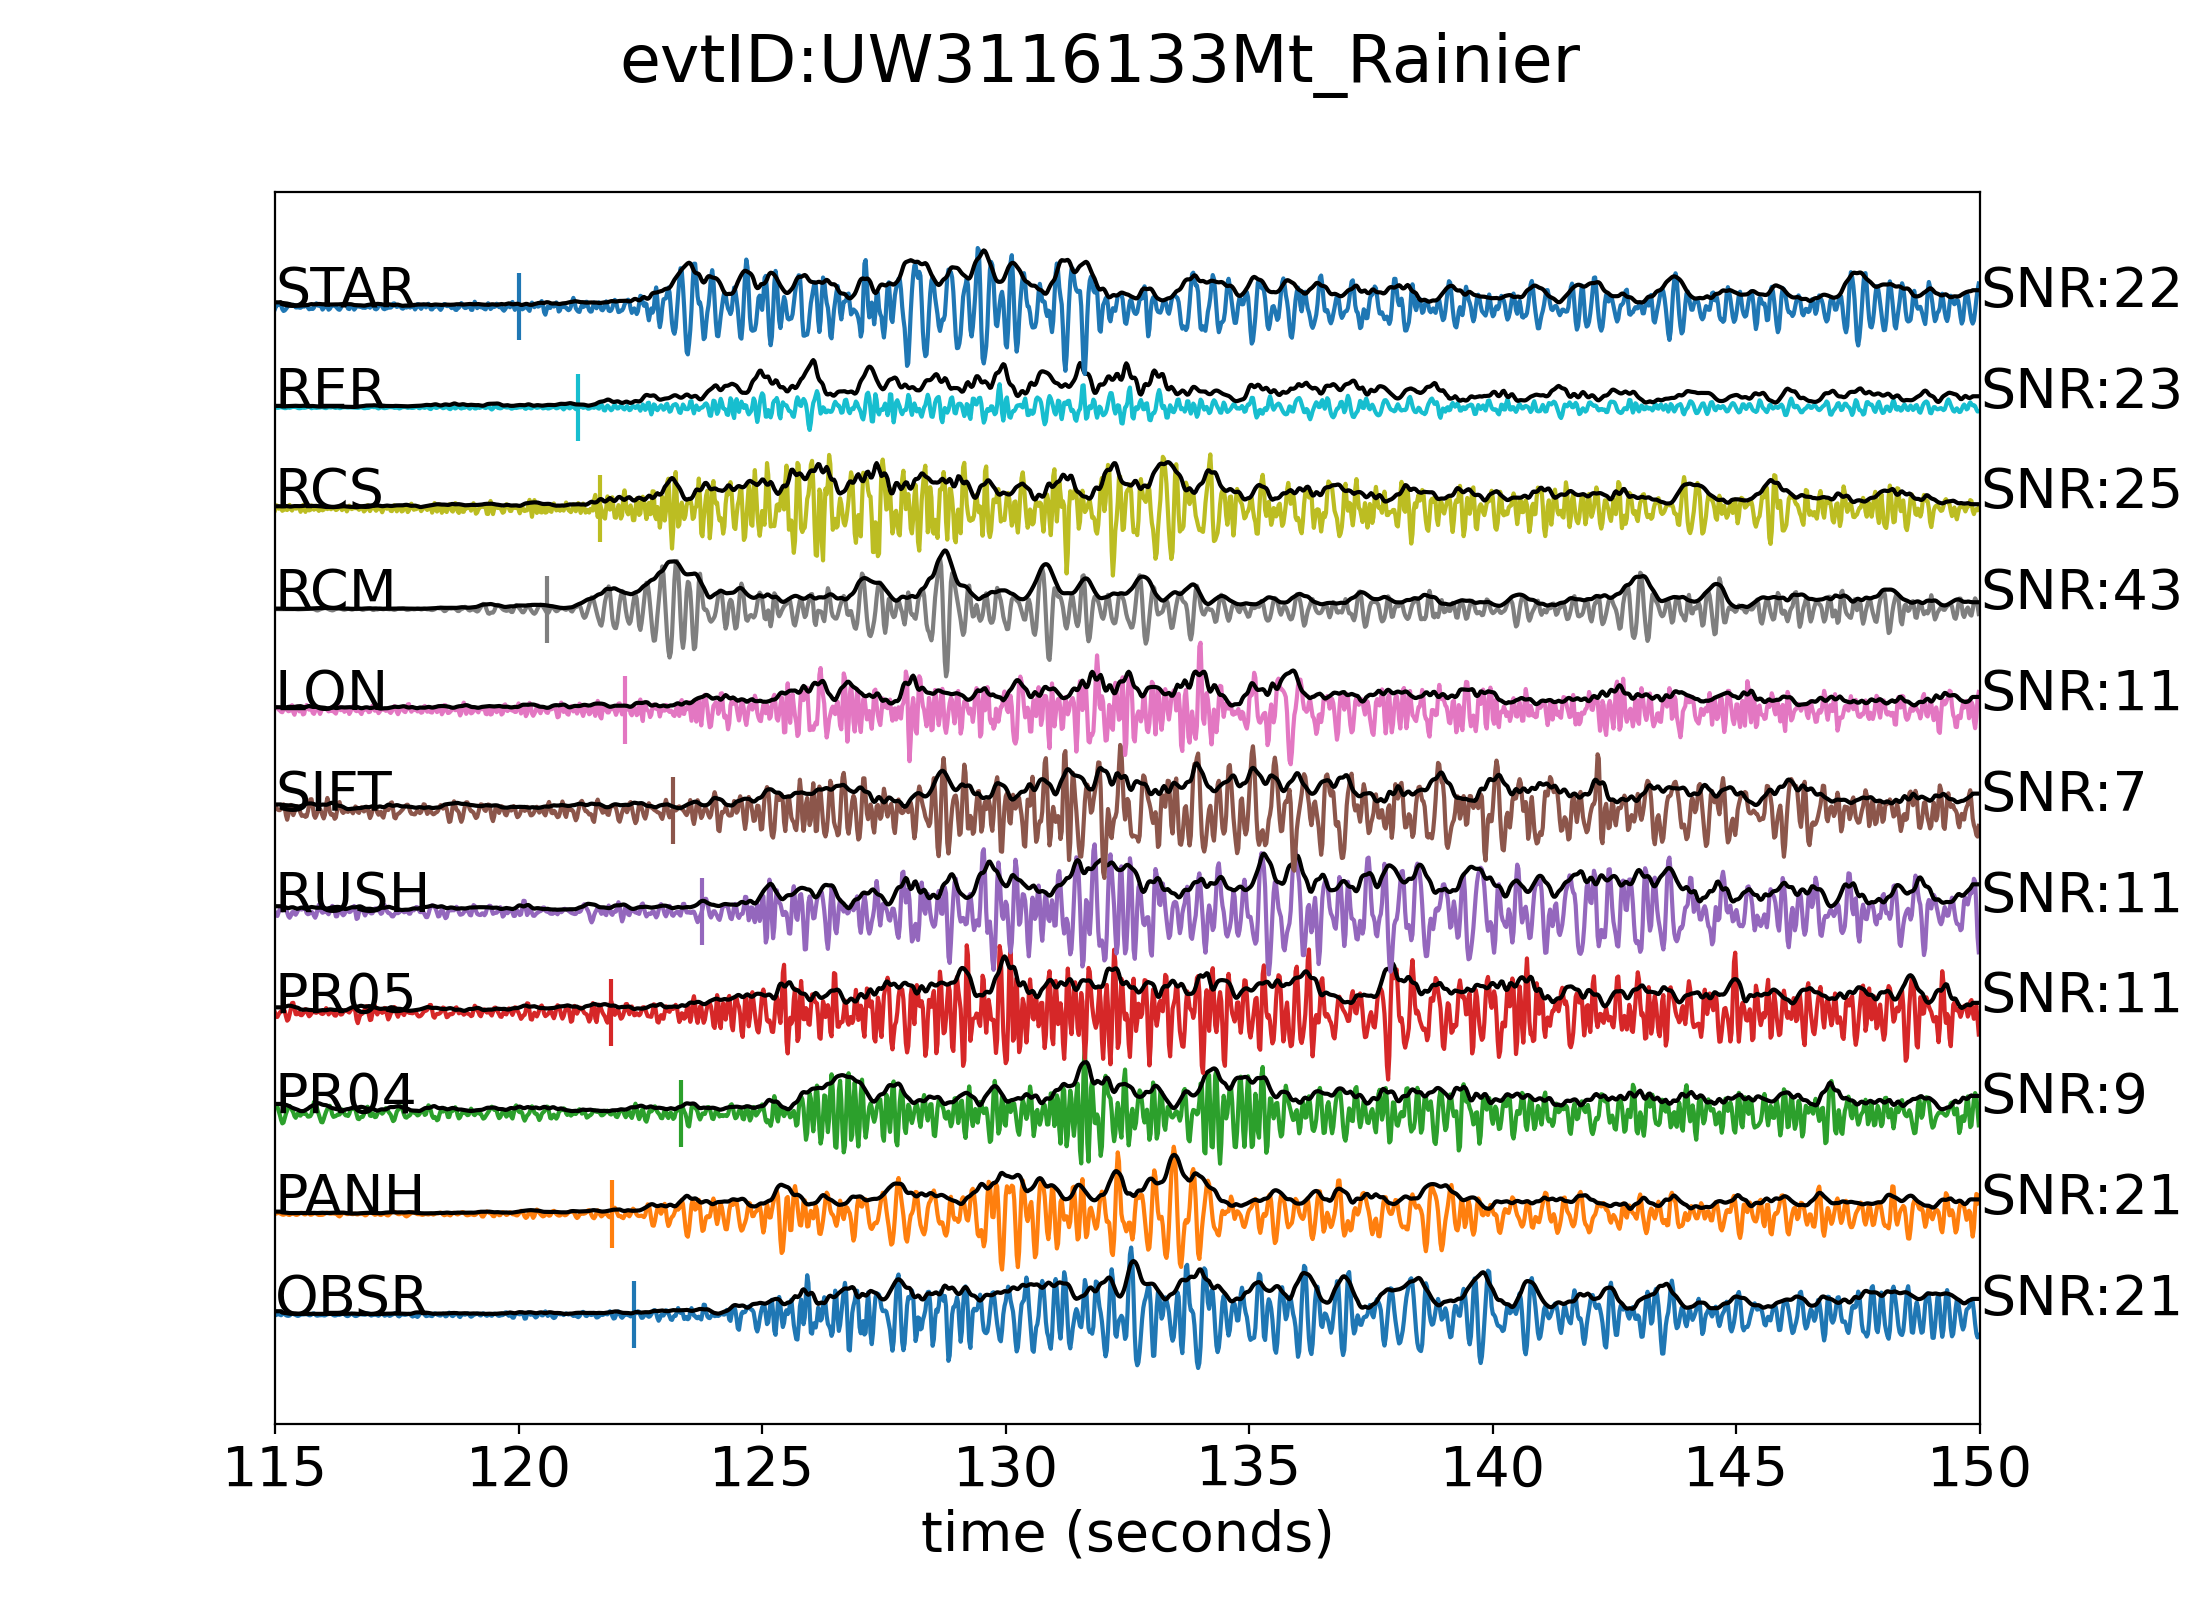 evtID:UW3116133Mt_Rainier
STAR SNR:22
RER SNR:23
RCS SNR:25
RCM SNR:43
LON SNR:11
SIFT SNR:7
RUSH SNR:11
PR05 SNR:11
PR04 SNR:9
PANH SNR:21
OBSR SNR:21
115 120 125 130 135 140 145 150
time (seconds)